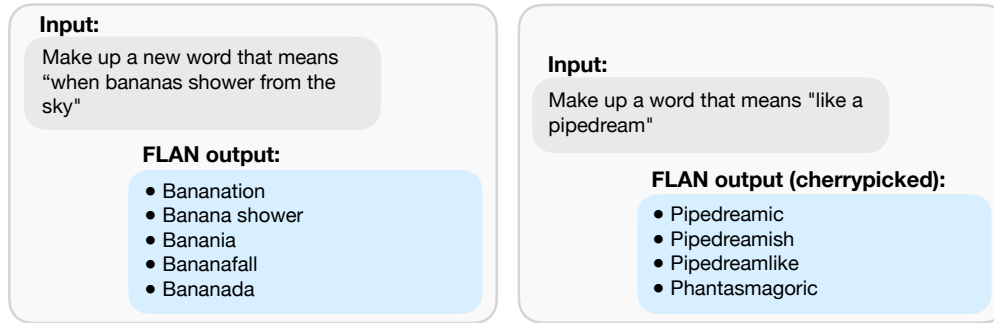 Input:
Make up a new word that means
“when bananas shower from the
sky"
FLAN output:
• Bananation
• Banana shower
• Banania
• Bananafall
• Bananada
Input:
Make up a word that means "like a
pipedream"
FLAN output (cherrypicked):
• Pipedreamic
• Pipedreamish
• Pipedreamlike
• Phantasmagoric